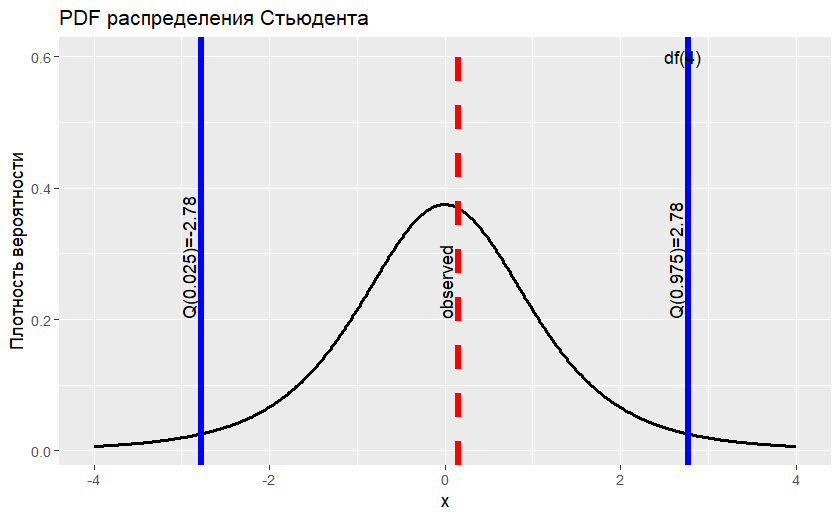 PDF распределения Стьюдента
0.6
df(4)
0.4
0.2
0.0
Плотность вероятности
Q(0.025)=-2.78
observed
Q(0.975)=2.78
-4
-2
0
2
4
x